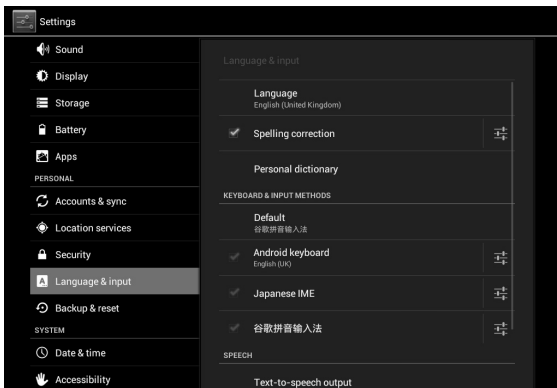 Settings
Sound
Display
Storage
Battery
Apps
PERSONAL
Accounts & sync
Location services
Security
A Language & input
Backup & reset
SYSTEM
Date & time
Accessibility
Language & input
Language
English (United Kingdom)
Spelling correction
Personal dictionary
KEYBOARD & INPUT METHODS
Default
谷歌拼音输入法
Android keyboard
English (UK)
Japanese IME
谷歌拼音输入法
SPEECH
Text-to-speech output